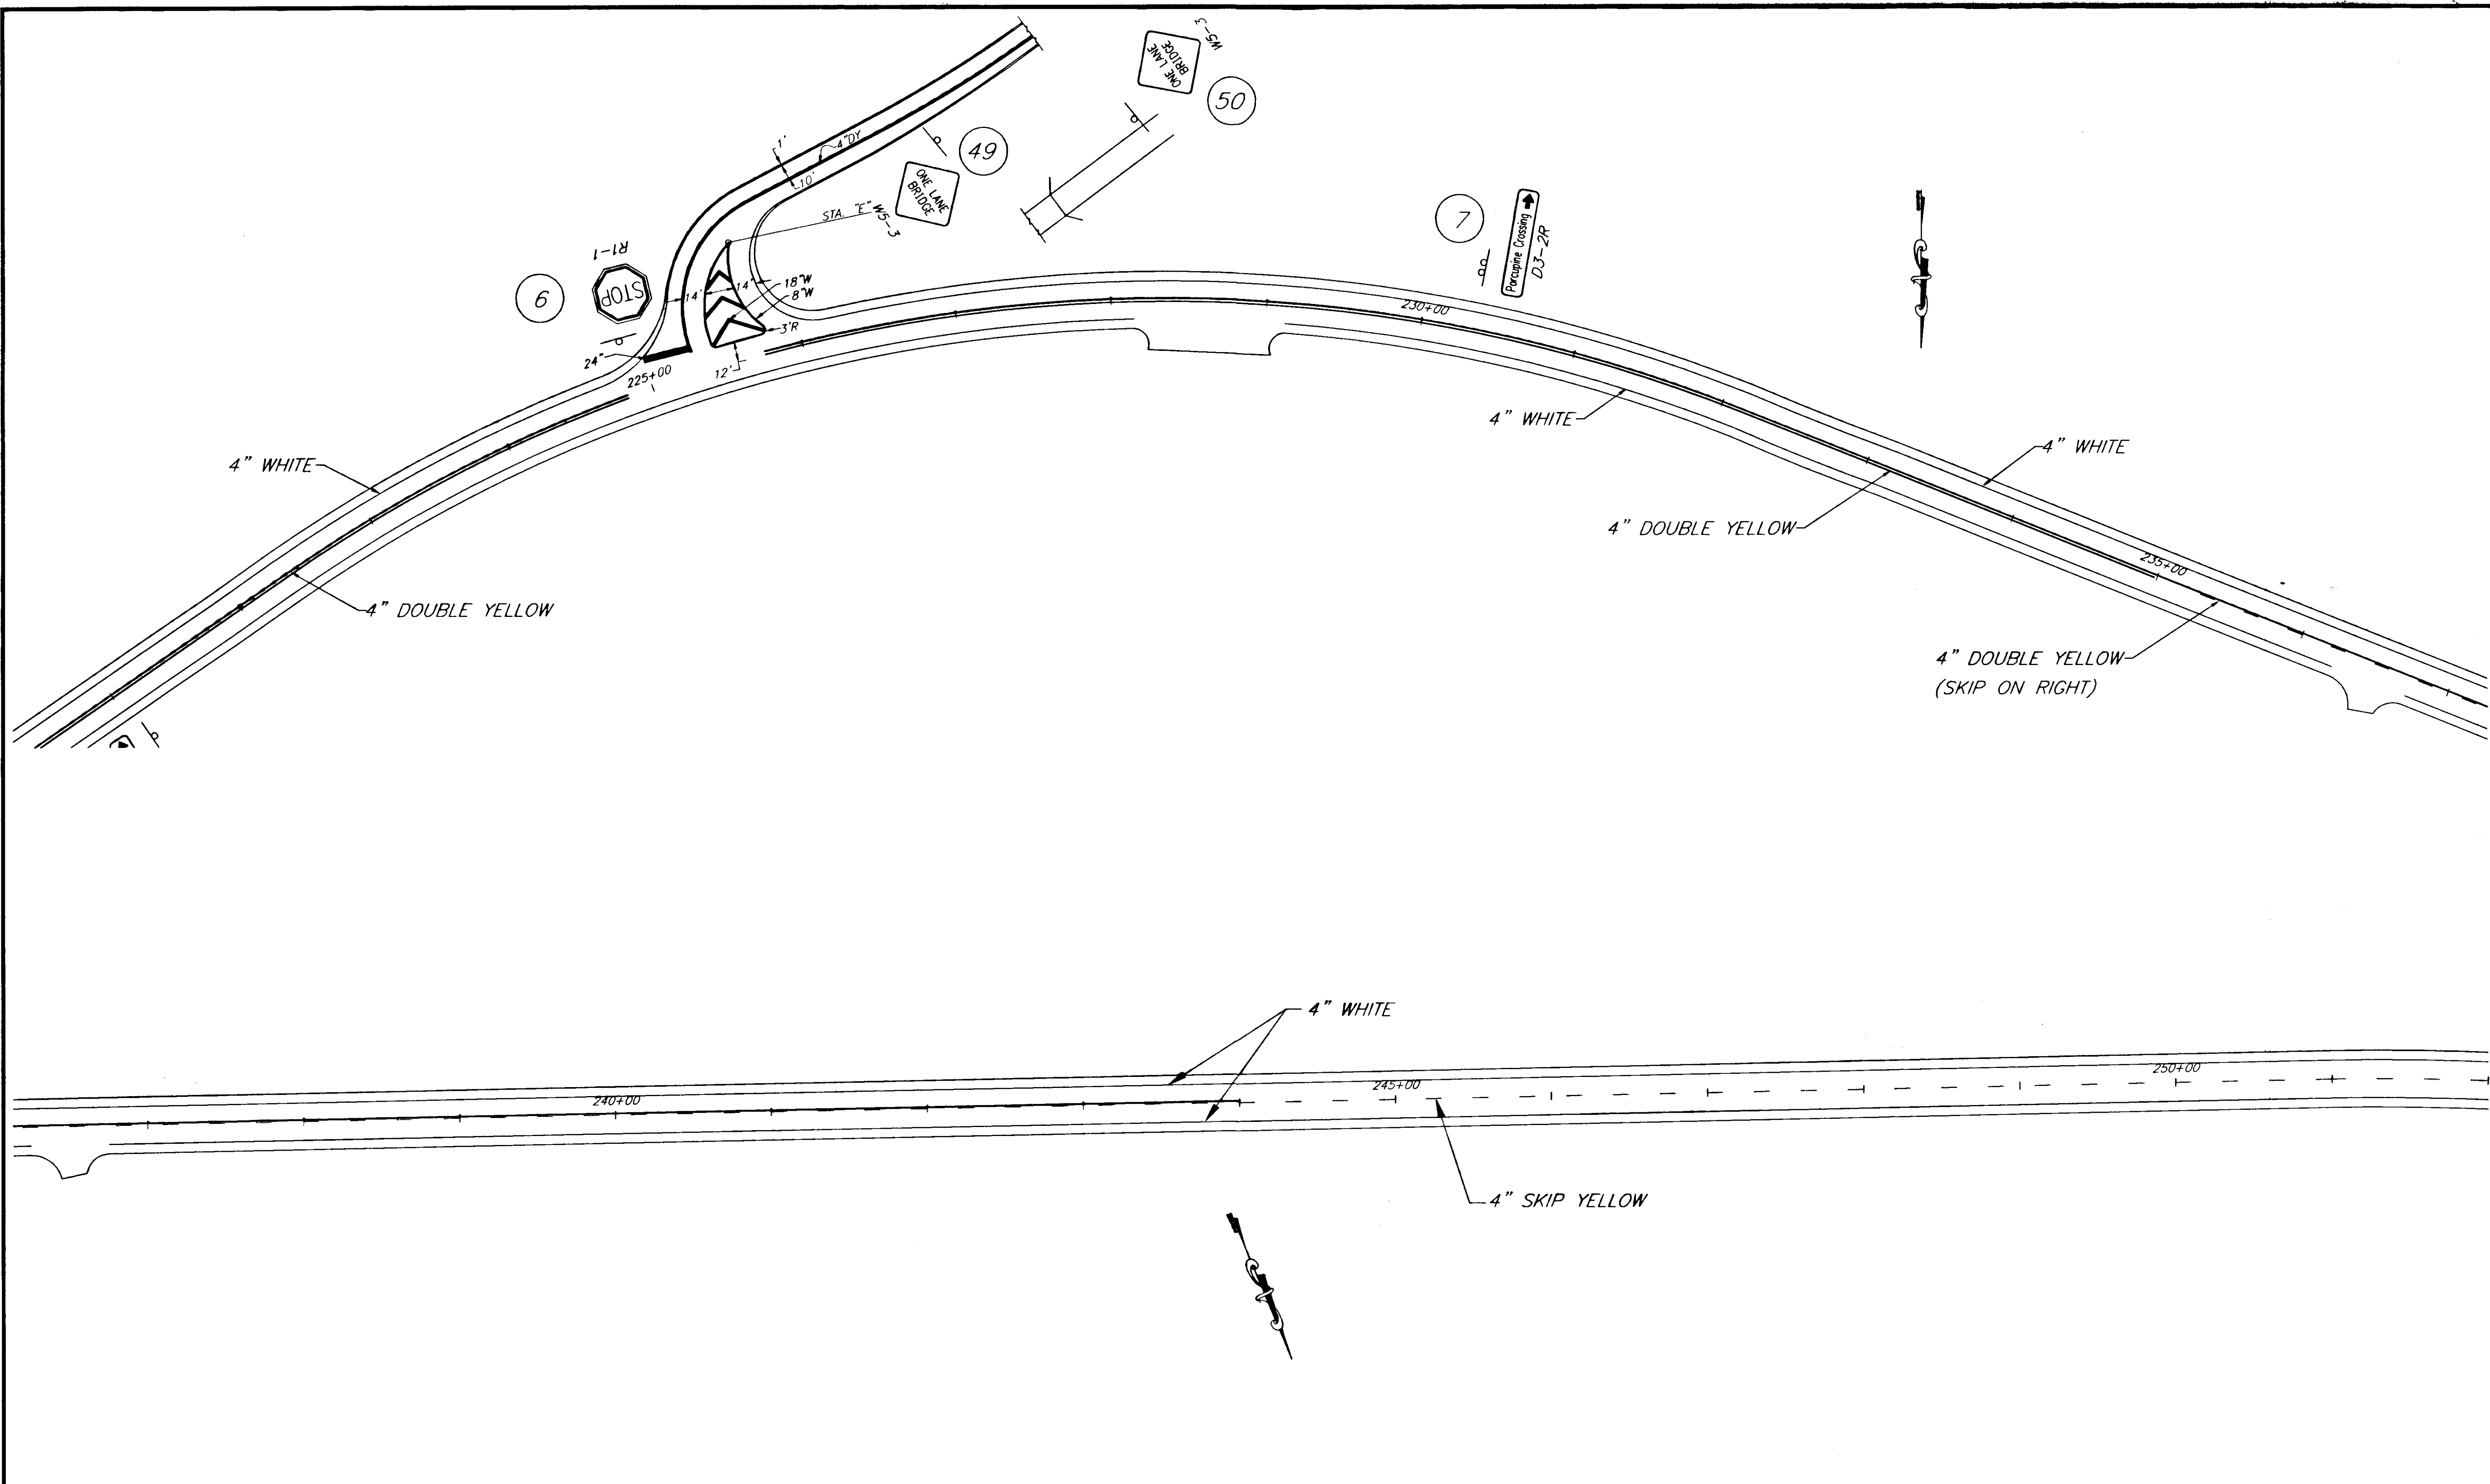 ONE LANE
BRIDGE
W5-3
50
1'
4"DY
10'
49
ONE LANE
BRIDGE
W5-3
STA. "E"
7
Porcupine Crossing
D3-2R
R1-1
6
STOP
14'
14'
18"W
8"W
3'R
24"
12'
225+00
230+00
4" WHITE
4" WHITE
4" WHITE
4" DOUBLE YELLOW
4" DOUBLE YELLOW
235+00
4" DOUBLE YELLOW
(SKIP ON RIGHT)
4" WHITE
240+00
245+00
250+00
4" SKIP YELLOW